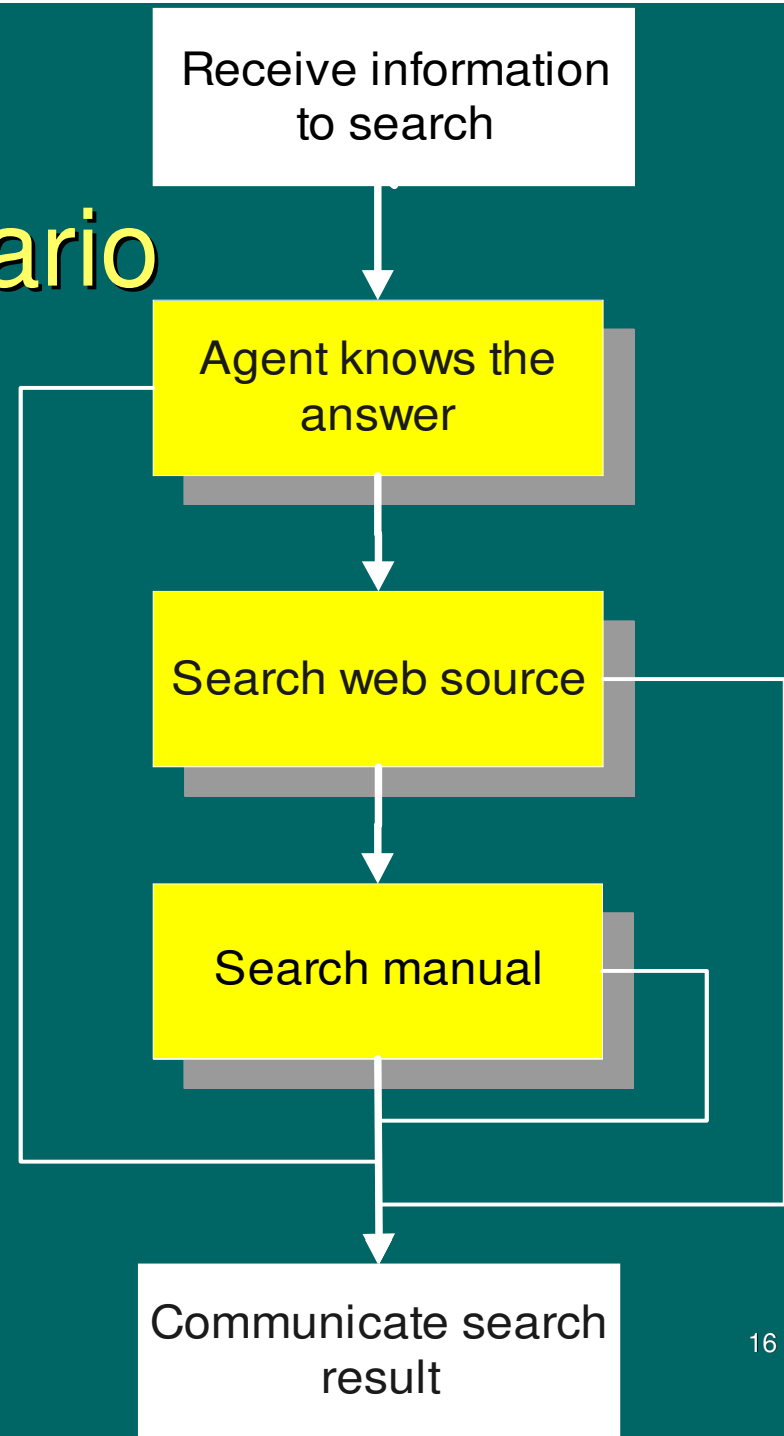 Receive information
to search
ario
Agent knows the
answer
Search web source
Search manual
Communicate search
result
16